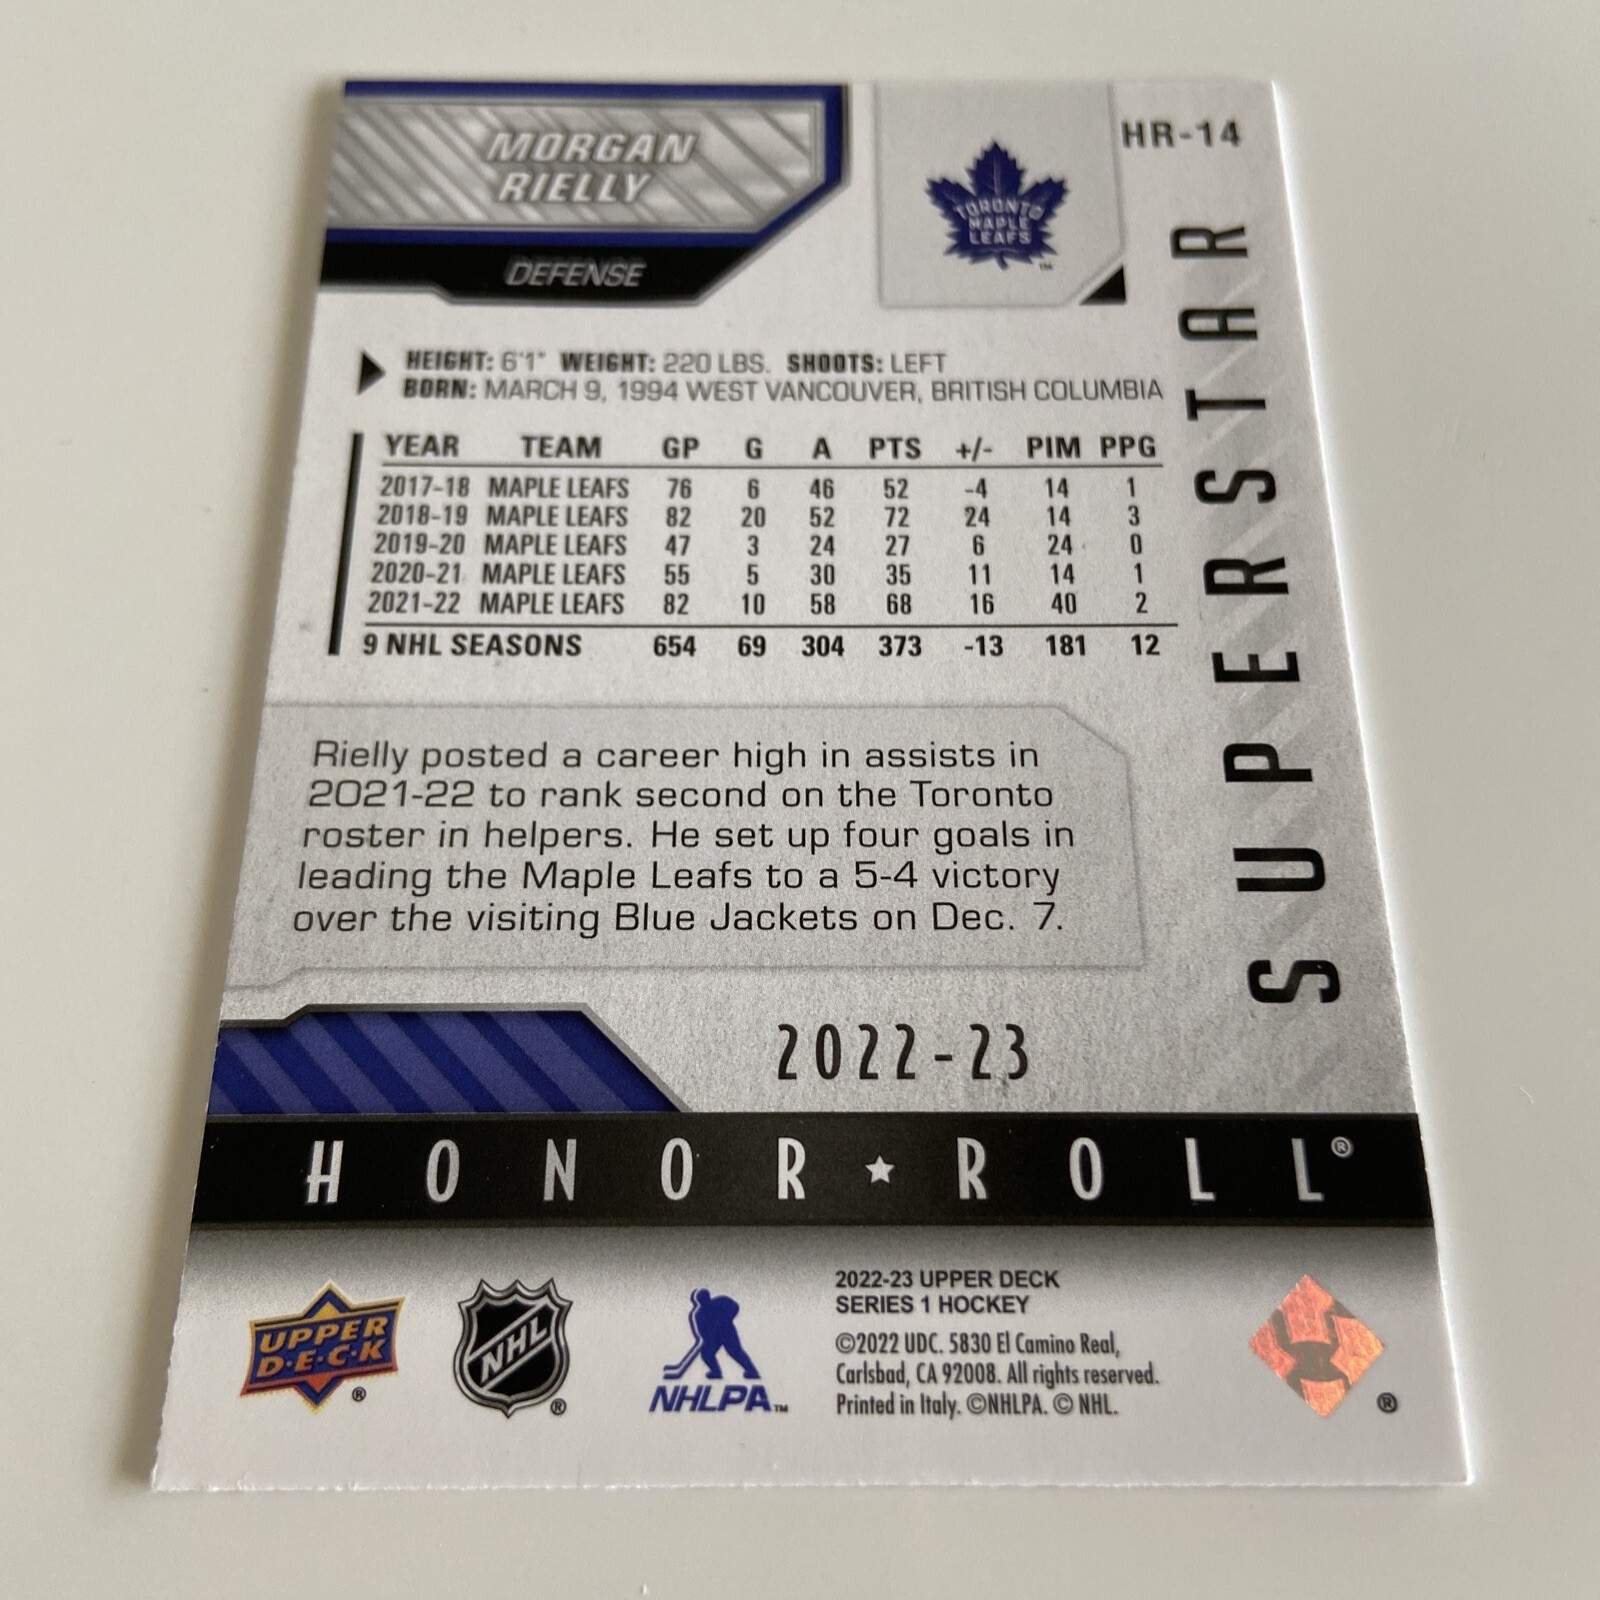 MORGAN
RIELLY
DEFENSE
TORONTO
MAPLE
LEAFS
™
HR-14
SUPERSTAR
HEIGHT: 6'1" WEIGHT: 220 LBS. SHOOTS: LEFT
BORN: MARCH 9, 1994 WEST VANCOUVER, BRITISH COLUMBIA
YEAR TEAM GP G A PTS +/- PIM PPG
2017-18 MAPLE LEAFS 76 6 46 52 -4 14 1
2018-19 MAPLE LEAFS 82 20 52 72 24 14 3
2019-20 MAPLE LEAFS 47 3 24 27 6 24 0
2020-21 MAPLE LEAFS 55 5 30 35 11 14 1
2021-22 MAPLE LEAFS 82 10 58 68 16 40 2
9 NHL SEASONS 654 69 304 373 -13 181 12
Rielly posted a career high in assists in
2021-22 to rank second on the Toronto
roster in helpers. He set up four goals in
leading the Maple Leafs to a 5-4 victory
over the visiting Blue Jackets on Dec. 7.
2022-23
HONOR★ROLL®
UPPER
D·E·C·K
®
NHL
®
NHLPA™
2022-23 UPPER DECK
SERIES 1 HOCKEY
©2022 UDC. 5830 El Camino Real,
Carlsbad, CA 92008. All rights reserved.
Printed in Italy. ©NHLPA. © NHL.
®